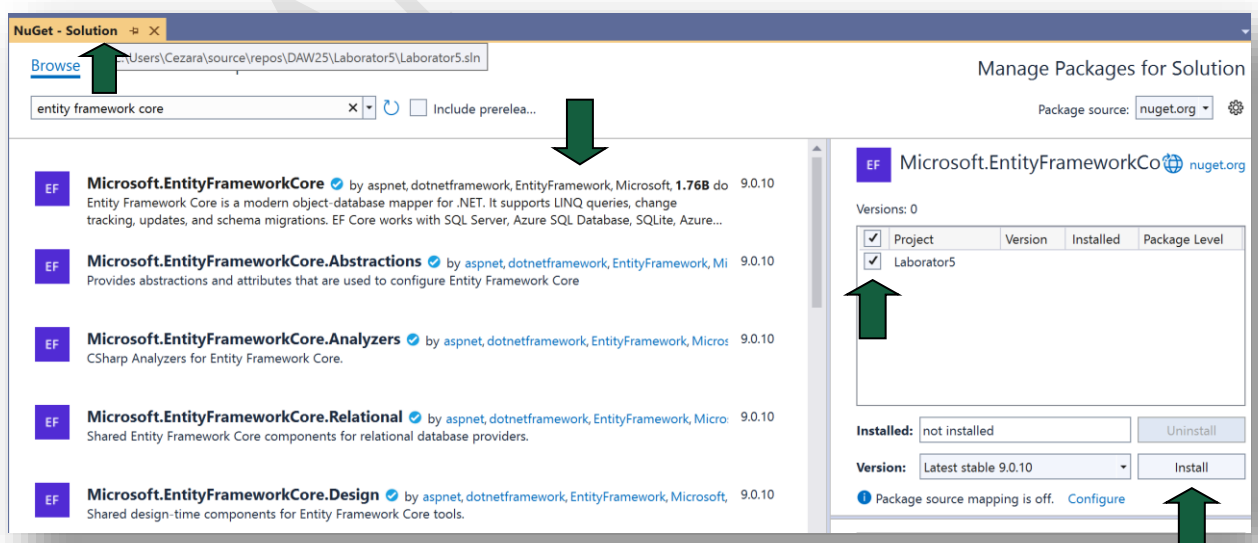 NuGet - Solution
C:\Users\Cezara\source\repos\DAW25\Laborator5\Laborator5.sln
Browse
Manage Packages for Solution
entity framework core
Include prerelea...
Package source: nuget.org
EF Microsoft.EntityFrameworkCore by aspnet, dotnetframework, EntityFramework, Microsoft, 1.76B do 9.0.10
Entity Framework Core is a modern object-database mapper for .NET. It supports LINQ queries, change
tracking, updates, and schema migrations. EF Core works with SQL Server, Azure SQL Database, SQLite, Azure...
EF Microsoft.EntityFrameworkCore.Abstractions by aspnet, dotnetframework, EntityFramework, Mi 9.0.10
Provides abstractions and attributes that are used to configure Entity Framework Core
EF Microsoft.EntityFrameworkCore.Analyzers by aspnet, dotnetframework, EntityFramework, Micros 9.0.10
CSharp Analyzers for Entity Framework Core.
EF Microsoft.EntityFrameworkCore.Relational by aspnet, dotnetframework, EntityFramework, Micro 9.0.10
Shared Entity Framework Core components for relational database providers.
EF Microsoft.EntityFrameworkCore.Design by aspnet, dotnetframework, EntityFramework, Microsoft, 9.0.10
Shared design-time components for Entity Framework Core tools.
EF Microsoft.EntityFrameworkCo nuget.org
Versions: 0
Project Version Installed Package Level
Laborator5
Installed: not installed Uninstall
Version: Latest stable 9.0.10 Install
Package source mapping is off. Configure